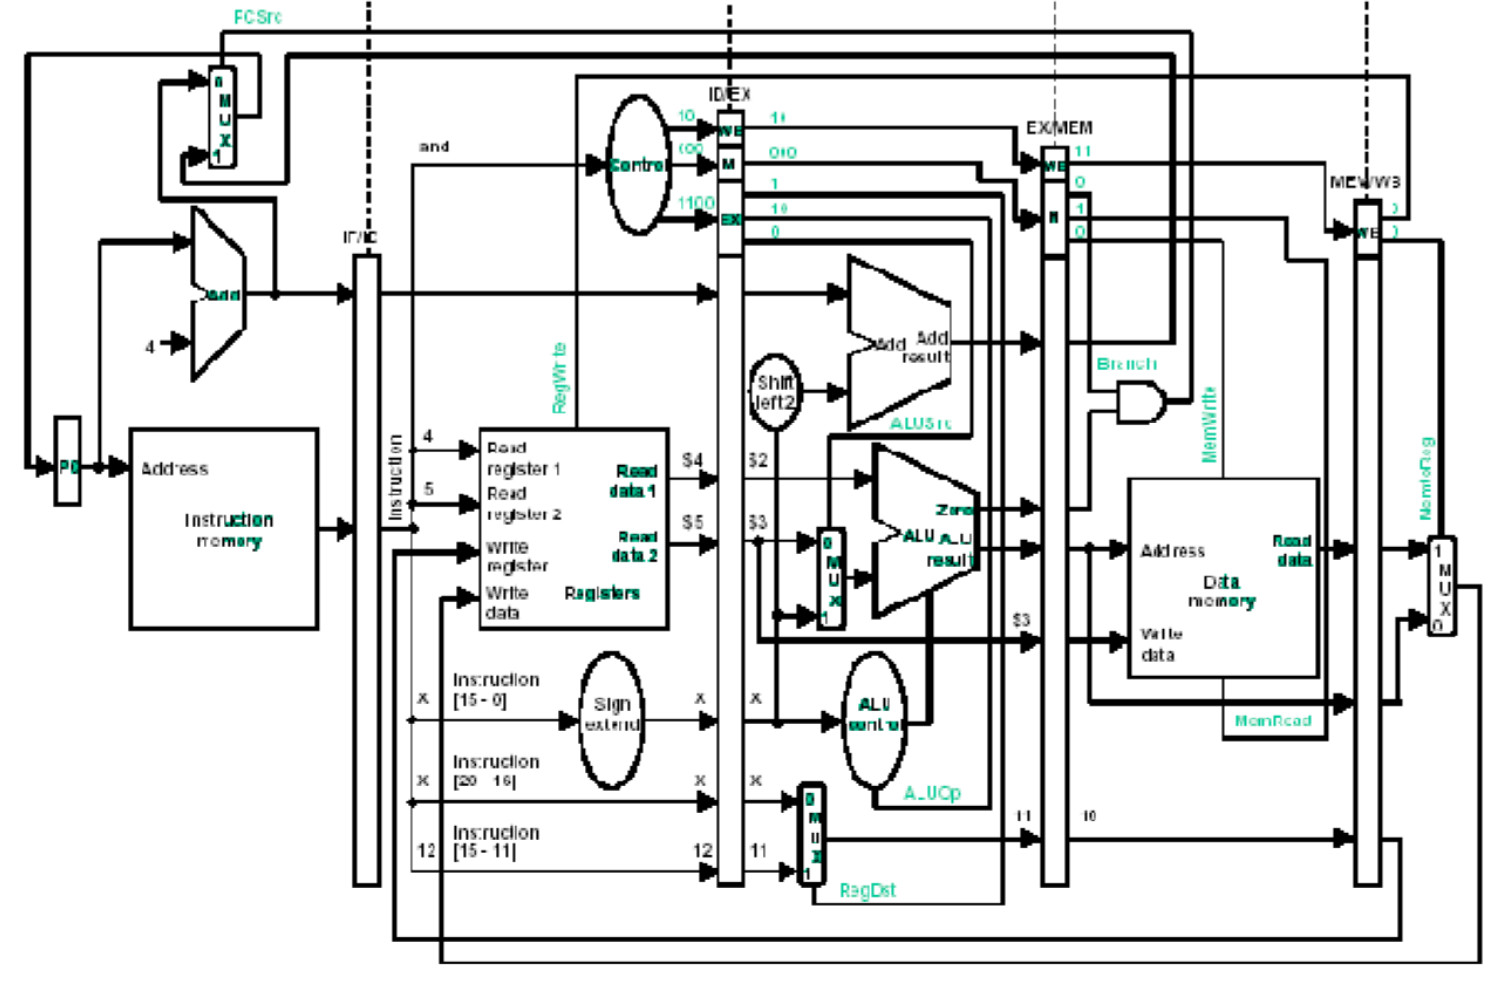 PCSrc
0
M
U
X
1
and
Control
10
000
1100
ID/EX
WB
M
EX
10
000
1
10
0
EX/MEM
WB
M
11
0
1
0
MEM/WB
WB
0
0
IF/ID
Add
4
PC
Address
Instruction
memory
Instruction
RegWrite
4
5
Read
register 1
Read
register 2
Write
register
Write
data
Read
data 1
Read
data 2
Registers
$4
$5
$2
$3
Shift
left 2
Add
Add
result
ALUSrc
0
M
U
X
1
Zero
ALU
ALU
result
$3
Branch
MemWrite
Address
Write
data
Read
data
Data
memory
MemRead
MemtoReg
1
M
U
X
0
X
Instruction
[15 - 0]
Sign
extend
X
X
ALU
control
ALUOp
X
Instruction
[20 - 16]
X
X
12
Instruction
[15 - 11]
12
11
0
M
U
X
1
RegDst
11
10